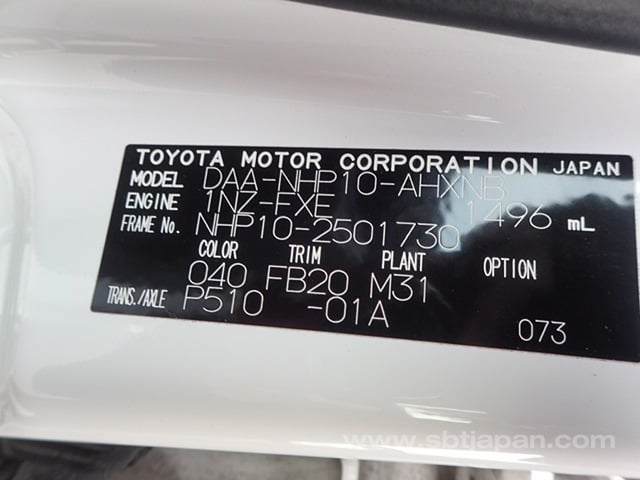 TOYOTA MOTOR CORPORATION JAPAN
MODEL DAA-NHP10-AHXNB
ENGINE 1NZ-FXE 1496 mL
FRAME No. NHP10-2501730
COLOR TRIM PLANT OPTION
040 FB20 M31
TRANS./AXLE P510 -01A
073
www.sbtjapan.com